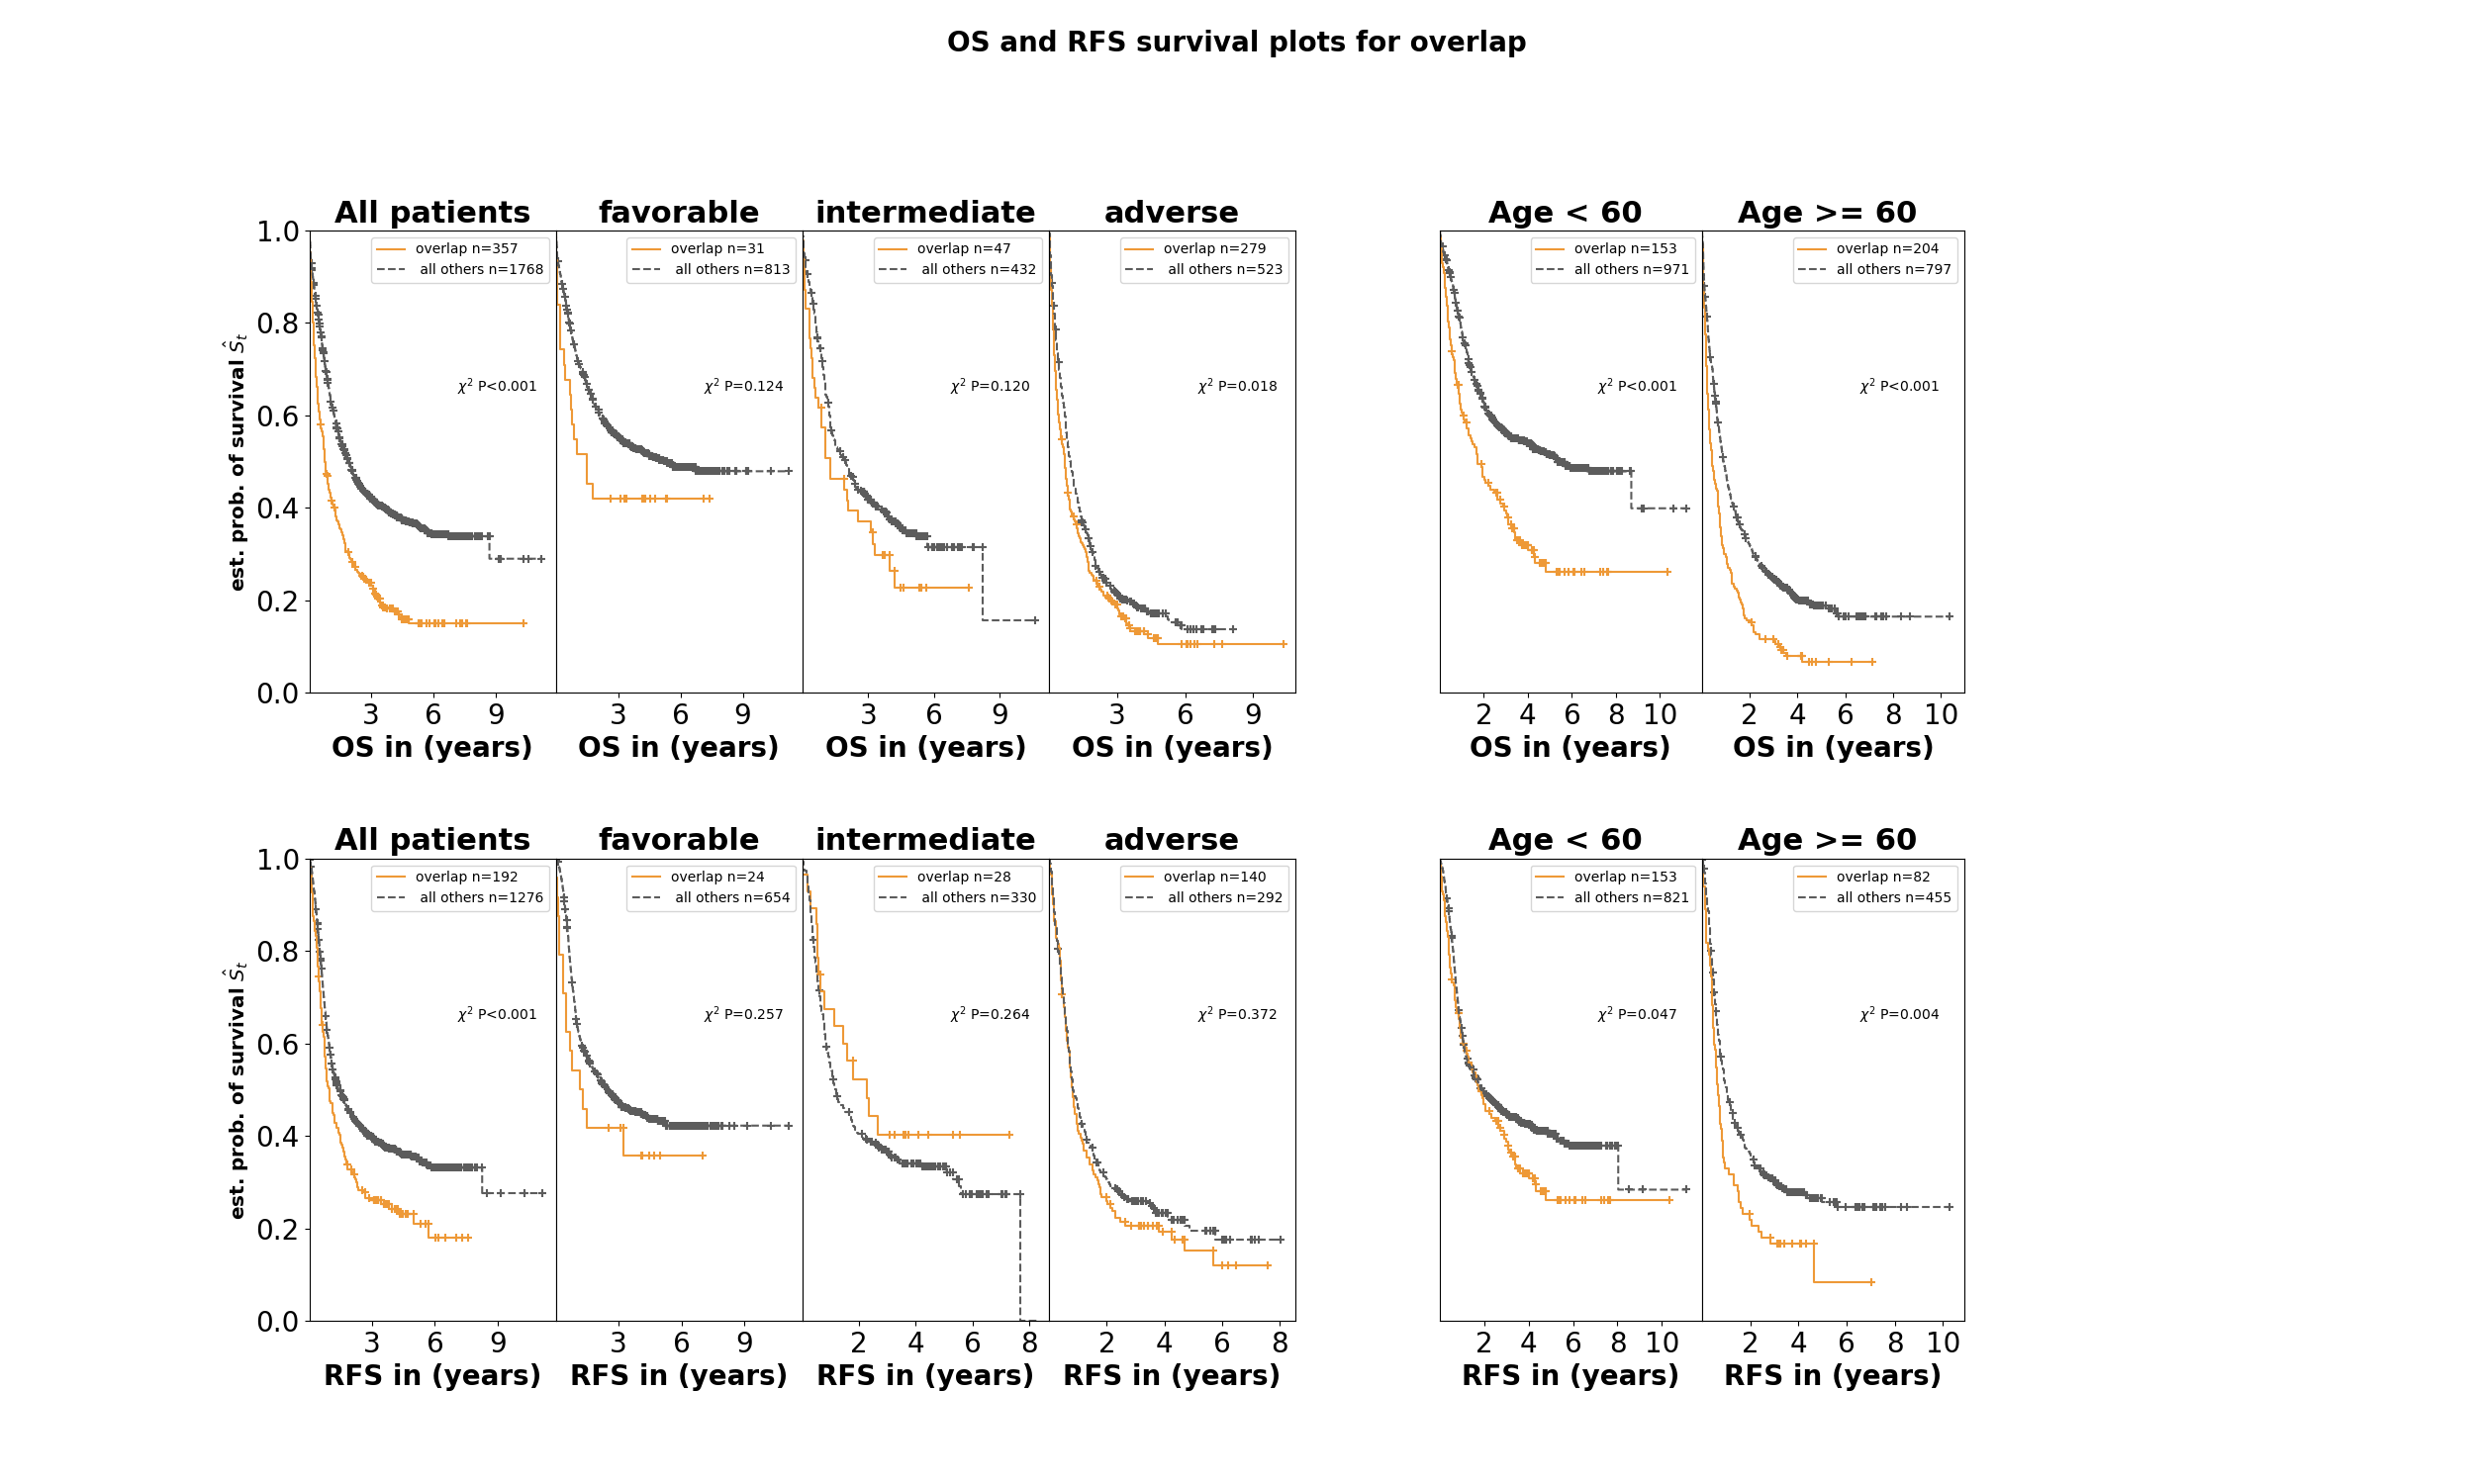 OS and RFS survival plots for overlap
All patients favorable intermediate adverse Age < 60 Age >= 60
overlap n=357 overlap n=31 overlap n=47 overlap n=279 overlap n=153 overlap n=204
all others n=1768 all others n=813 all others n=432 all others n=523 all others n=971 all others n=797
χ² P<0.001 χ² P=0.124 χ² P=0.120 χ² P=0.018 χ² P<0.001 χ² P<0.001
est. prob. of survival Ŝₜ
1.0
0.8
0.6
0.4
0.2
0.0
3 6 9 3 6 9 3 6 9 3 6 9 2 4 6 8 10 2 4 6 8 10
OS in (years) OS in (years) OS in (years) OS in (years) OS in (years) OS in (years)
All patients favorable intermediate adverse Age < 60 Age >= 60
overlap n=192 overlap n=24 overlap n=28 overlap n=140 overlap n=153 overlap n=82
all others n=1276 all others n=654 all others n=330 all others n=292 all others n=821 all others n=455
χ² P<0.001 χ² P=0.257 χ² P=0.264 χ² P=0.372 χ² P=0.047 χ² P=0.004
est. prob. of survival Ŝₜ
1.0
0.8
0.6
0.4
0.2
0.0
3 6 9 3 6 9 2 4 6 8 2 4 6 8 2 4 6 8 10 2 4 6 8 10
RFS in (years) RFS in (years) RFS in (years) RFS in (years) RFS in (years) RFS in (years)